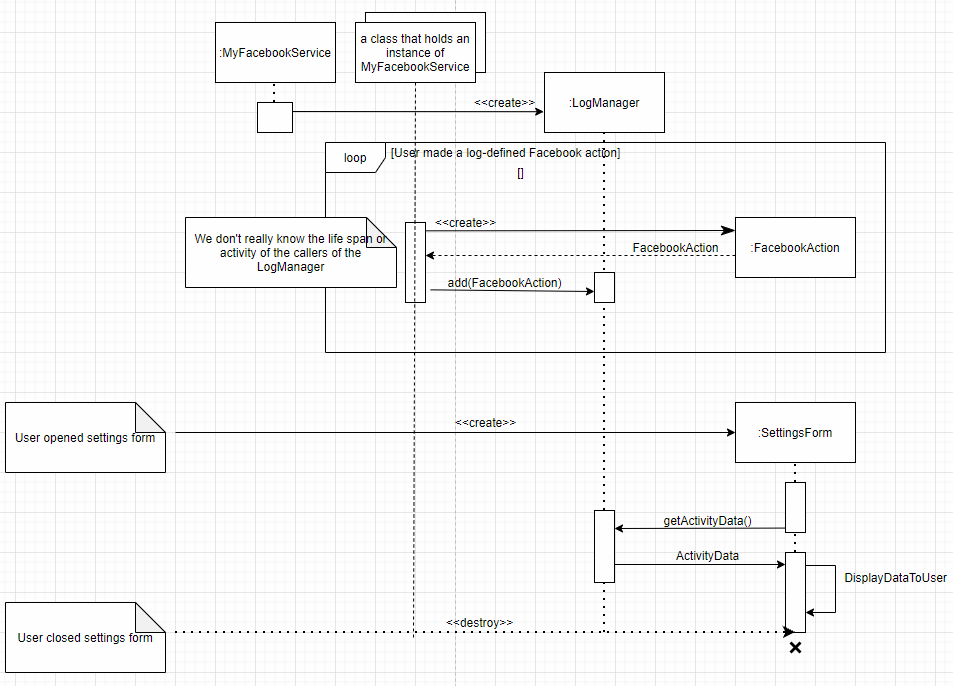 :MyFacebookService
a class that holds an
instance of
MyFacebookService
<<create>>
:LogManager
loop
[User made a log-defined Facebook action]
[]
<<create>>
We don't really know the life span or
activity of the callers of the
LogManager
FacebookAction
:FacebookAction
add(FacebookAction)
<<create>>
User opened settings form
:SettingsForm
getActivityData()
ActivityData
DisplayDataToUser
<<destroy>>
User closed settings form